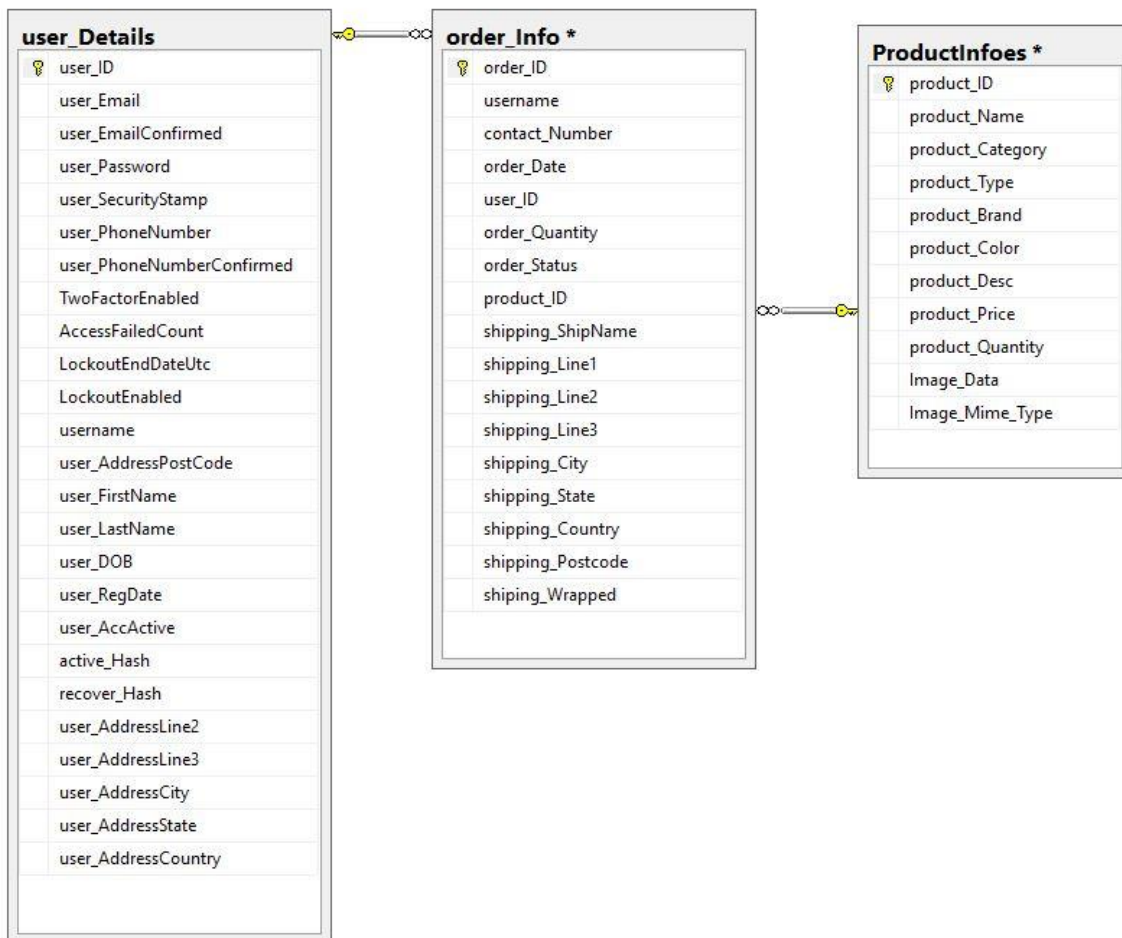 user_Details
user_ID
user_Email
user_EmailConfirmed
user_Password
user_SecurityStamp
user_PhoneNumber
user_PhoneNumberConfirmed
TwoFactorEnabled
AccessFailedCount
LockoutEndDateUtc
LockoutEnabled
username
user_AddressPostCode
user_FirstName
user_LastName
user_DOB
user_RegDate
user_AccActive
active_Hash
recover_Hash
user_AddressLine2
user_AddressLine3
user_AddressCity
user_AddressState
user_AddressCountry
order_Info *
order_ID
username
contact_Number
order_Date
user_ID
order_Quantity
order_Status
product_ID
shipping_ShipName
shipping_Line1
shipping_Line2
shipping_Line3
shipping_City
shipping_State
shipping_Country
shipping_Postcode
shiping_Wrapped
ProductInfoes *
product_ID
product_Name
product_Category
product_Type
product_Brand
product_Color
product_Desc
product_Price
product_Quantity
Image_Data
Image_Mime_Type